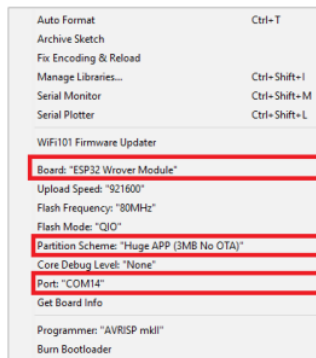 Auto Format Ctrl+T
Archive Sketch
Fix Encoding & Reload
Manage Libraries... Ctrl+Shift+I
Serial Monitor Ctrl+Shift+M
Serial Plotter Ctrl+Shift+L
WiFi101 Firmware Updater
Board: "ESP32 Wrover Module"
Upload Speed: "921600"
Flash Frequency: "80MHz"
Flash Mode: "QIO"
Partition Scheme: "Huge APP (3MB No OTA)"
Core Debug Level: "None"
Port: "COM14"
Get Board Info
Programmer: "AVRISP mkII"
Burn Bootloader